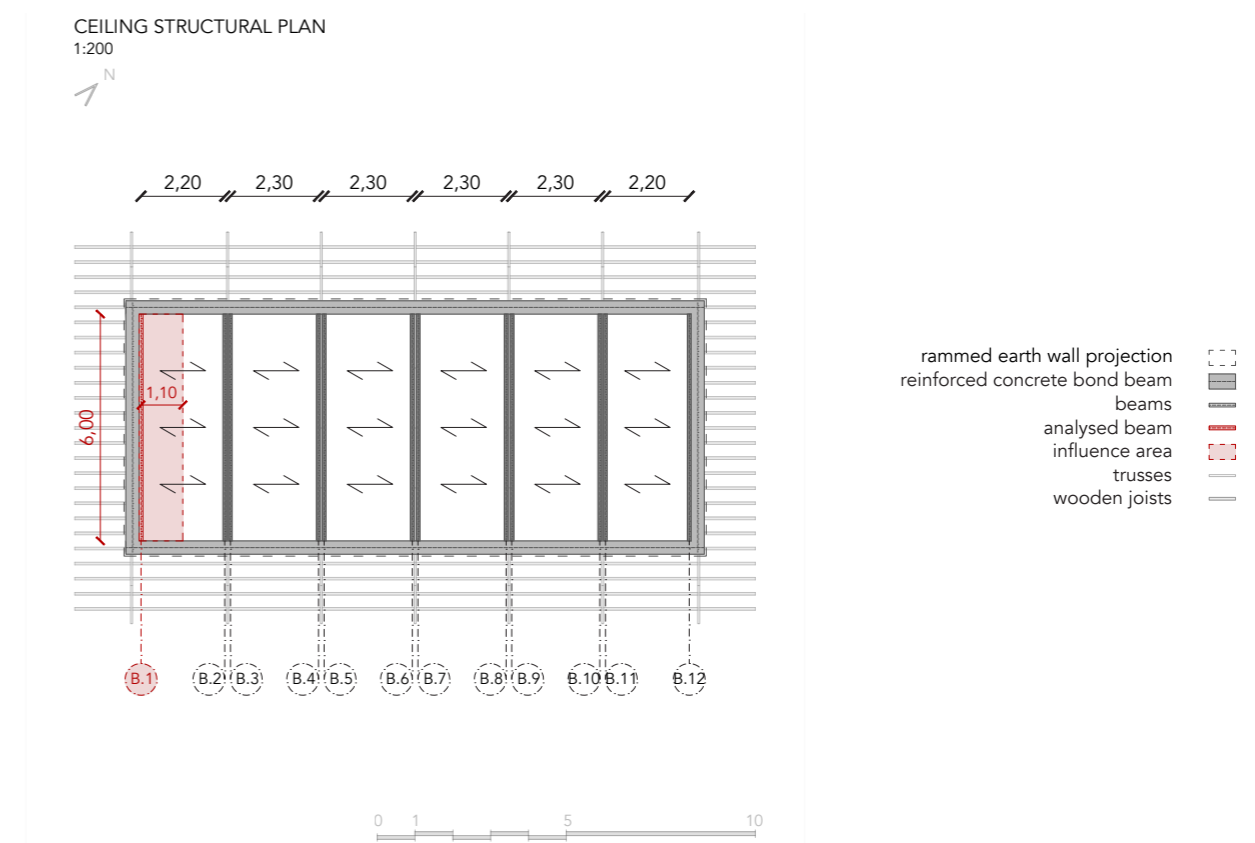 CEILING STRUCTURAL PLAN
1:200
N
2,20 2,30 2,30 2,30 2,30 2,20
1,10
6,00
rammed earth wall projection
reinforced concrete bond beam
beams
analysed beam
influence area
trusses
wooden joists
B.1 B.2 B.3 B.4 B.5 B.6 B.7 B.8 B.9 B.10 B.11 B.12
0 1 5 10